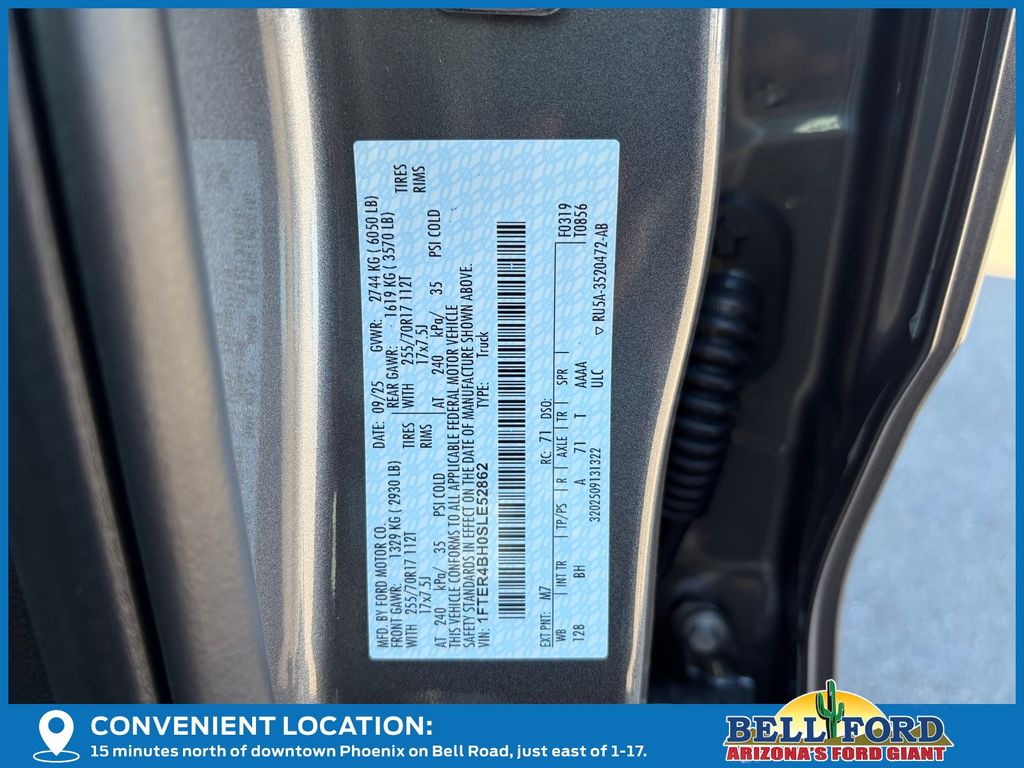 MFD. BY FORD MOTOR CO. DATE: 09/25 GVWR: 2744 KG ( 6050 LB)
FRONT GAWR: 1329 KG ( 2930 LB) REAR GAWR: 1619 KG ( 3570 LB)
WITH 255/70R17 112T TIRES WITH 255/70R17 112T TIRES
17x7.5J RIMS 17x7.5J RIMS
AT 240 kPa/ 35 PSI COLD AT 240 kPa/ 35 PSI COLD
THIS VEHICLE CONFORMS TO ALL APPLICABLE FEDERAL MOTOR VEHICLE
SAFETY STANDARDS IN EFFECT ON THE DATE OF MANUFACTURE SHOWN ABOVE.
VIN: 1FTER4BH0SLE52862 TYPE: Truck
F0319
T0856
EXT PNT: M7 RC: 71 DSO:
WB | INT TR | TP/PS | R | AXLE | TR | SPR |
128 BH A 71 T AAAA
3202509131322 ULC
▽ RU5A-3520472-AB
CONVENIENT LOCATION:
15 minutes north of downtown Phoenix on Bell Road, just east of 1-17.
BELL FORD
ARIZONA'S FORD GIANT